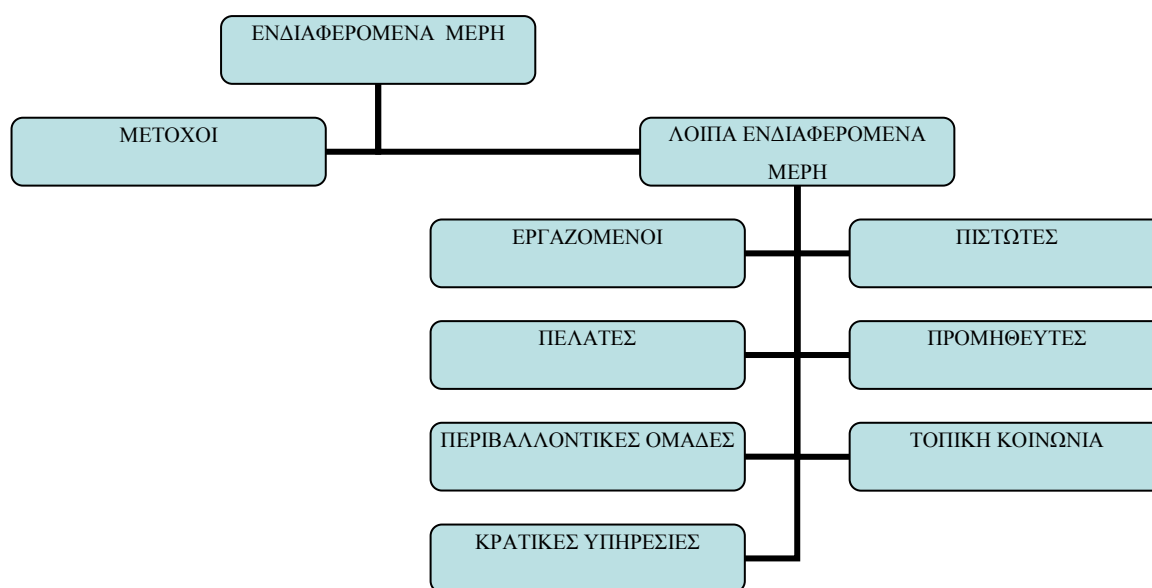 ΕΝΔΙΑΦΕΡΟΜΕΝΑ ΜΕΡΗ
ΜΕΤΟΧΟΙ
ΛΟΙΠΑ ΕΝΔΙΑΦΕΡΟΜΕΝΑ
ΜΕΡΗ
ΕΡΓΑΖΟΜΕΝΟΙ
ΠΙΣΤΩΤΕΣ
ΠΕΛΑΤΕΣ
ΠΡΟΜΗΘΕΥΤΕΣ
ΠΕΡΙΒΑΛΛΟΝΤΙΚΕΣ ΟΜΑΔΕΣ
ΤΟΠΙΚΗ ΚΟΙΝΩΝΙΑ
ΚΡΑΤΙΚΕΣ ΥΠΗΡΕΣΙΕΣ